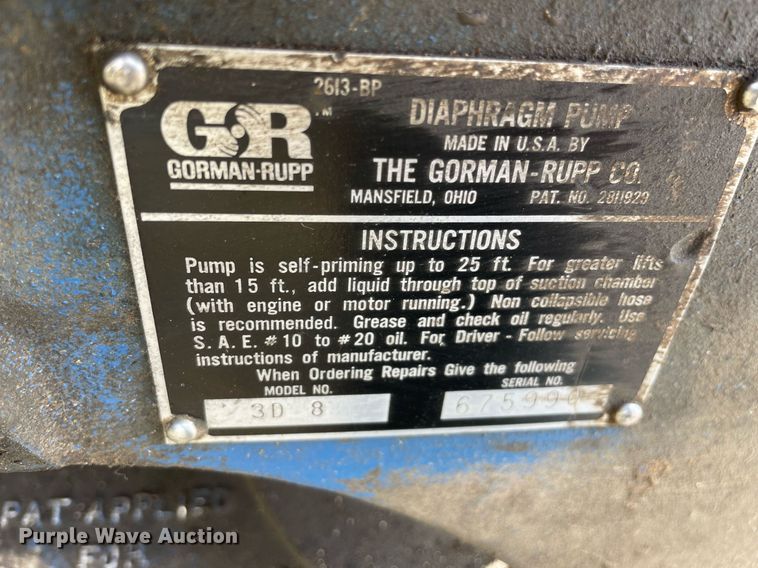 2613-BP
GR
TM
GORMAN-RUPP
DIAPHRAGM PUMP
MADE IN U.S.A. BY
THE GORMAN-RUPP CO.
MANSFIELD, OHIO PAT. NO. 2811929
INSTRUCTIONS
Pump is self-priming up to 25 ft. For greater lifts
than 15 ft., add liquid through top of suction chamber
(with engine or motor running.) Non collapsible hose
is recommended. Grease and check oil regularly. Use
S. A. E. #10 to #20 oil. For Driver - Follow servicing
instructions of manufacturer.
When Ordering Repairs Give the following
MODEL NO. SERIAL NO.
3D 8
PAT APPLIED
FOR
Purple Wave Auction